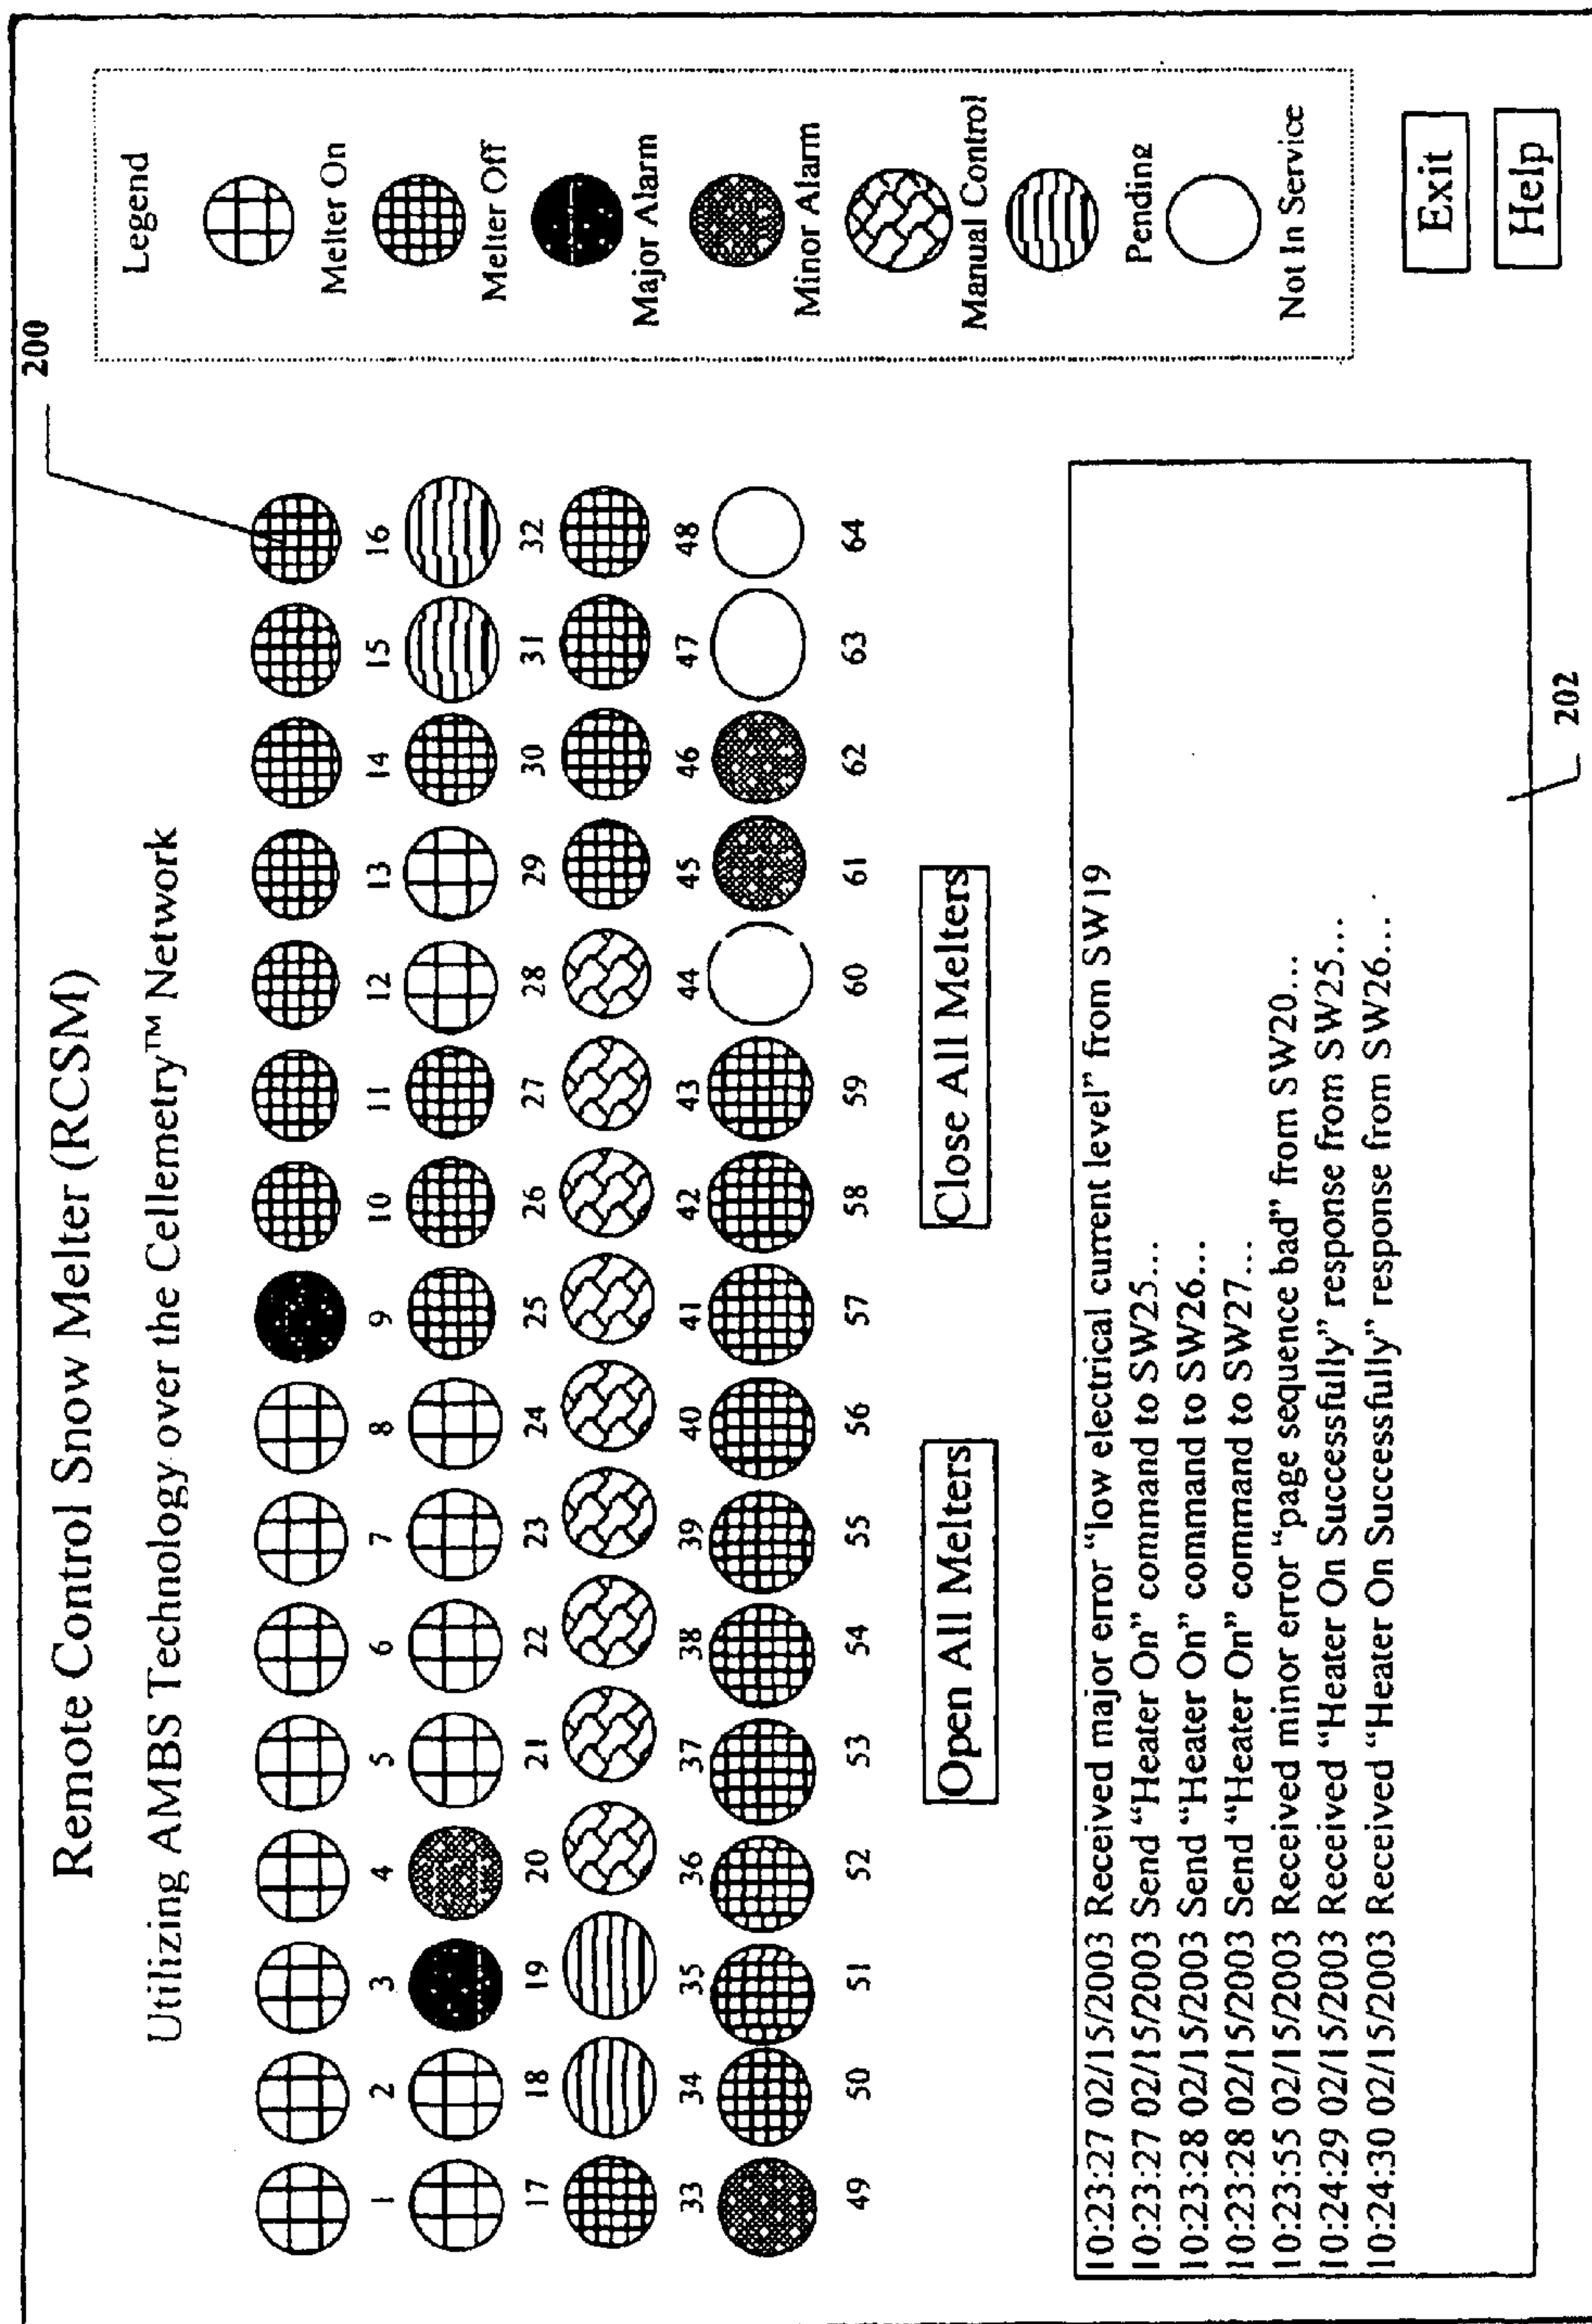 Remote Control Snow Melter (RCSM)
Utilizing AMBS Technology over the Cellemetry™ Network
200
1 2 3 4 5 6 7 8 9 10 11 12 13 14 15 16
17 18 19 20 21 22 23 24 25 26 27 28 29 30 31 32
33 34 35 36 37 38 39 40 41 42 43 44 45 46 47 48
49 50 51 52 53 54 55 56 57 58 59 60 61 62 63 64
Legend
Melter On
Melter Off
Major Alarm
Minor Alarm
Manual Control
Pending
Not In Service
Open All Melters
Close All Melters
10:23:27 02/15/2003 Received major error “low electrical current level” from SW19
10:23:27 02/15/2003 Send “Heater On” command to SW25...
10:23:28 02/15/2003 Send “Heater On” command to SW26...
10:23:28 02/15/2003 Send “Heater On” command to SW27...
10:23:55 02/15/2003 Received minor error “page sequence bad” from SW20...
10:24:29 02/15/2003 Received “Heater On Successfully” response from SW25...
10:24:30 02/15/2003 Received “Heater On Successfully” response from SW26...
Exit
Help
202